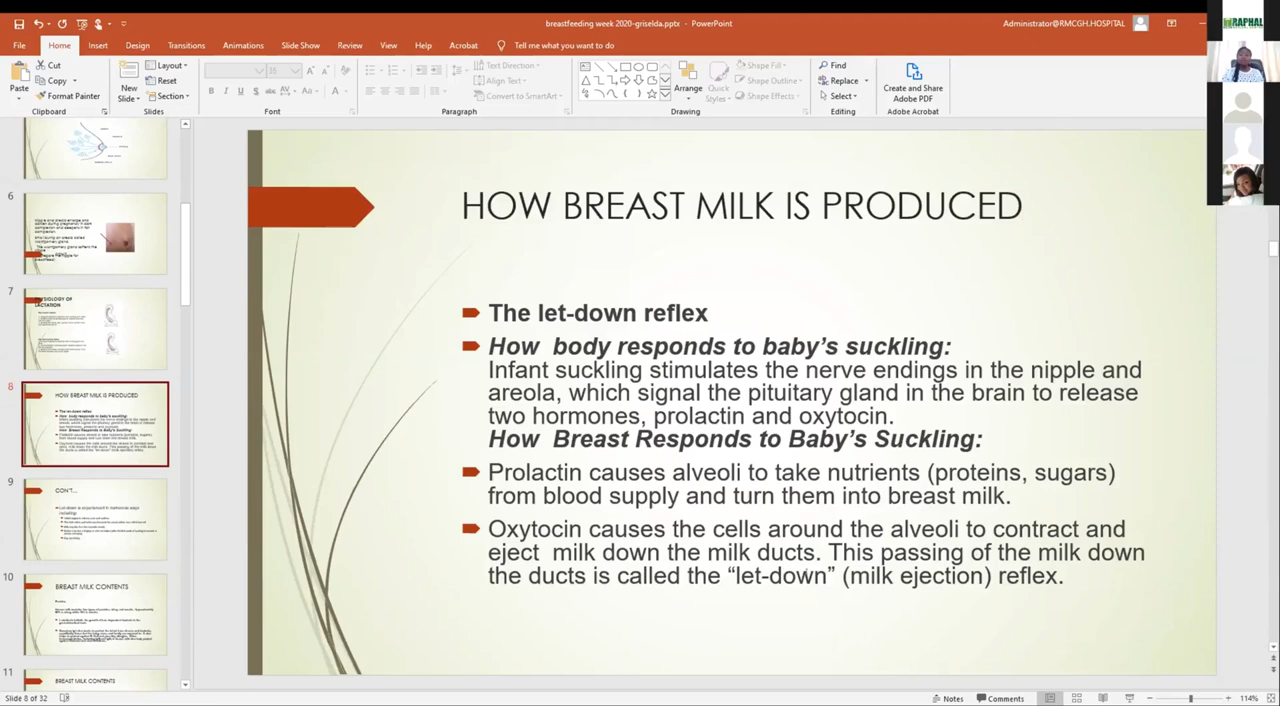 breastfeeding week 2020-griselda.pptx - PowerPoint
Administrator@RMCGH.HOSPITAL
RAPHAL
File Home Insert Design Transitions Animations Slide Show Review View Help Acrobat Tell me what you want to do
Cut
Copy
Format Painter
Paste
Clipboard
New
Slide
Layout
Reset
Section
Slides
Font
Text Direction
Align Text
Convert to SmartArt
Paragraph
Arrange
Quick
Styles
Shape Fill
Shape Outline
Shape Effects
Drawing
Find
Replace
Select
Editing
Create and Share
Adobe PDF
Adobe Acrobat
6
7
PHYSIOLOGY OF
LACTATION
8
HOW BREAST MILK IS PRODUCED
9
CON'T...
10
BREAST MILK CONTENTS
11
BREAST MILK CONTENTS
HOW BREAST MILK IS PRODUCED
The let-down reflex
How body responds to baby's suckling:
Infant suckling stimulates the nerve endings in the nipple and
areola, which signal the pituitary gland in the brain to release
two hormones, prolactin and oxytocin.
How Breast Responds to Baby's Suckling:
Prolactin causes alveoli to take nutrients (proteins, sugars)
from blood supply and turn them into breast milk.
Oxytocin causes the cells around the alveoli to contract and
eject milk down the milk ducts. This passing of the milk down
the ducts is called the “let-down” (milk ejection) reflex.
Slide 8 of 32
Notes
Comments
114%